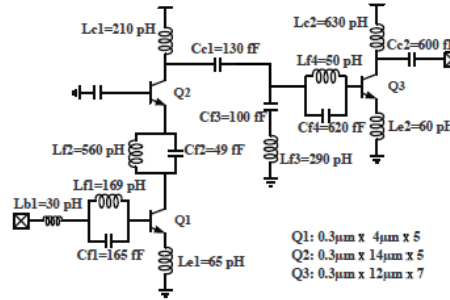 Lc1=210 pH
Lc2=630 pH
Cc2=600 fF
Cc1=130 fF
Lf4=50 pH
Q2
Q3
Cf3=100 fF
Cf4=620 fF
Le2=60 pH
Lf2=560 pH
Cf2=49 fF
Lf3=290 pH
Lf1=169 pH
Lb1=30 pH
Q1
Cf1=165 fF
Le1=65 pH
Q1: 0.3μm x 4μm x 5
Q2: 0.3μm x 14μm x 5
Q3: 0.3μm x 12μm x 7